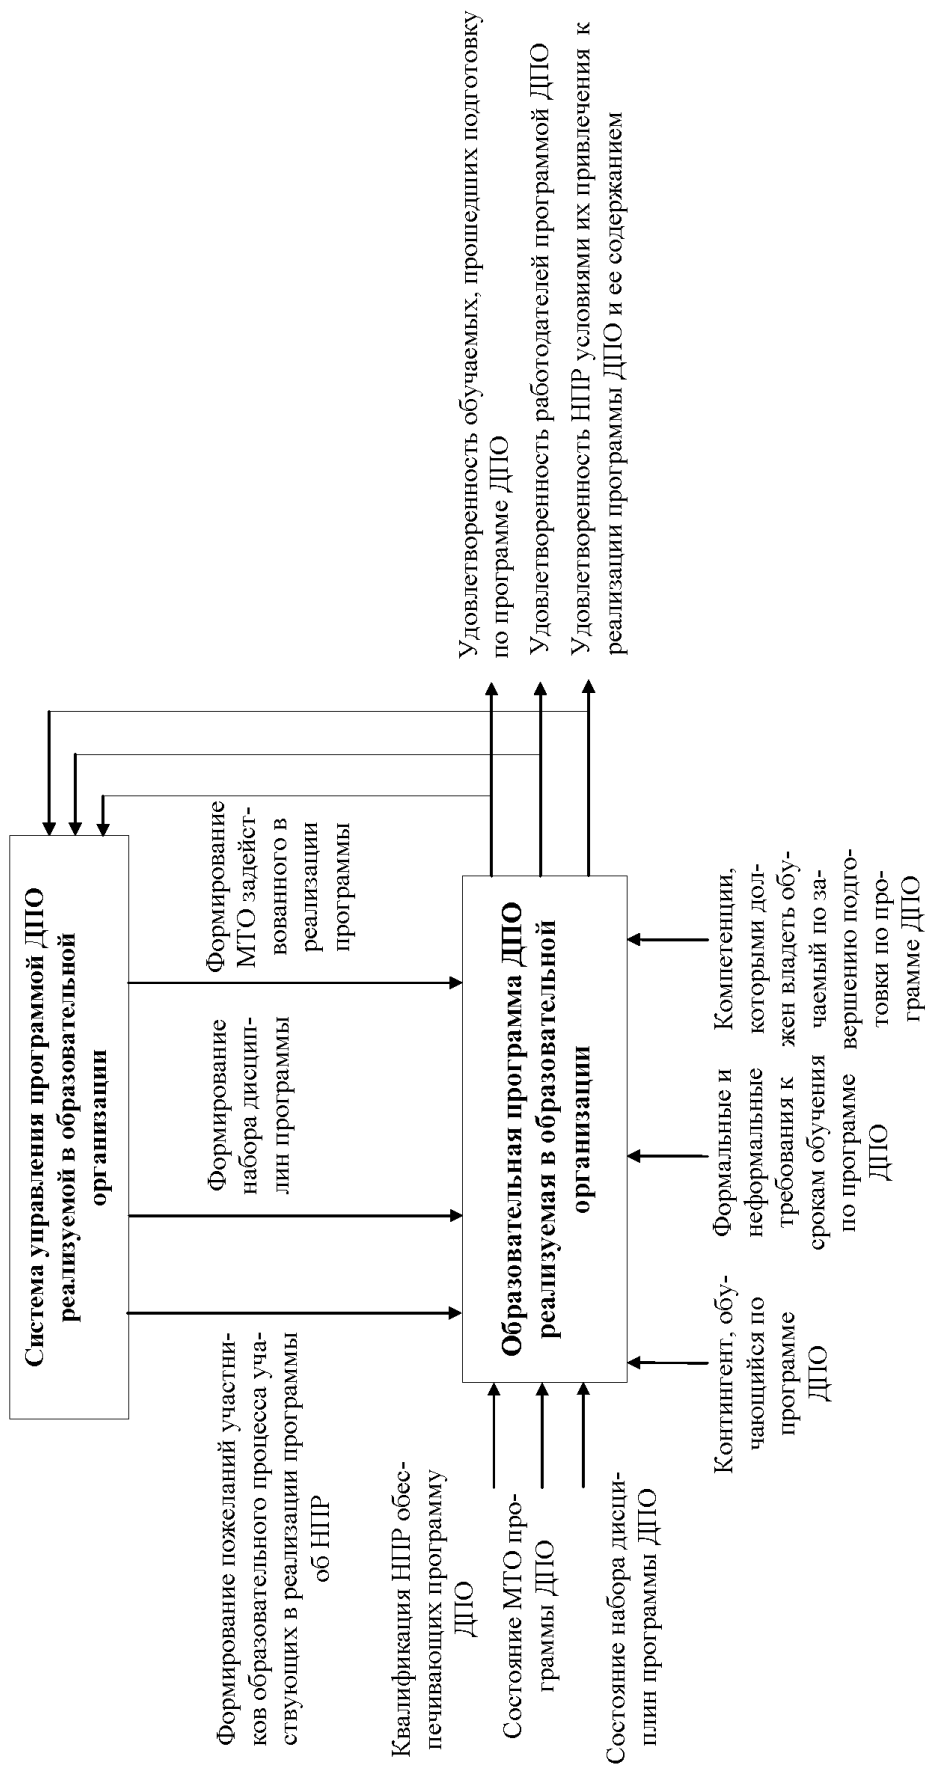 Система управления программой ДПО
реализуемой в образовательной
организации
Формирование пожеланий участни-
ков образовательного процесса уча-
ствующих в реализации программы
об НПР
Формирование
набора дисцип-
лин программы
Формирование
МТО задейст-
вованного в
реализации
программы
Квалификация НПР обес-
печивающих программу
ДПО
Состояние МТО про-
граммы ДПО
Состояние набора дисци-
плин программы ДПО
Образовательная программа ДПО
реализуемая в образовательной
организации
Удовлетворенность обучаемых, прошедших подготовку
по программе ДПО
Удовлетворенность работодателей программой ДПО
Удовлетворенность НПР условиями их привлечения к
реализации программы ДПО и ее содержанием
Контингент, обу-
чающийся по
программе
ДПО
Формальные и
неформальные
требования к
срокам обучения
по программе
ДПО
Компетенции,
которыми дол-
жен владеть обу-
чаемый по за-
вершению подго-
товки по про-
грамме ДПО